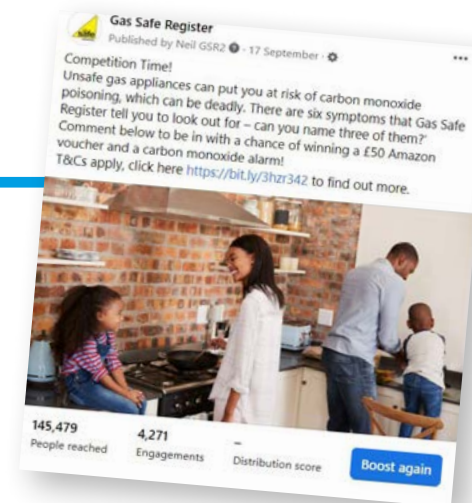 Gas Safe Register
Published by Neil GSR2 · 17 September ·
Competition Time!
Unsafe gas appliances can put you at risk of carbon monoxide
poisoning, which can be deadly. There are six symptoms that Gas Safe
Register tell you to look out for – can you name three of them?'
Comment below to be in with a chance of winning a £50 Amazon
voucher and a carbon monoxide alarm!
T&Cs apply, click here https://bit.ly/3hzr342 to find out more.
145,479
People reached
4,271
Engagements
–
Distribution score
Boost again